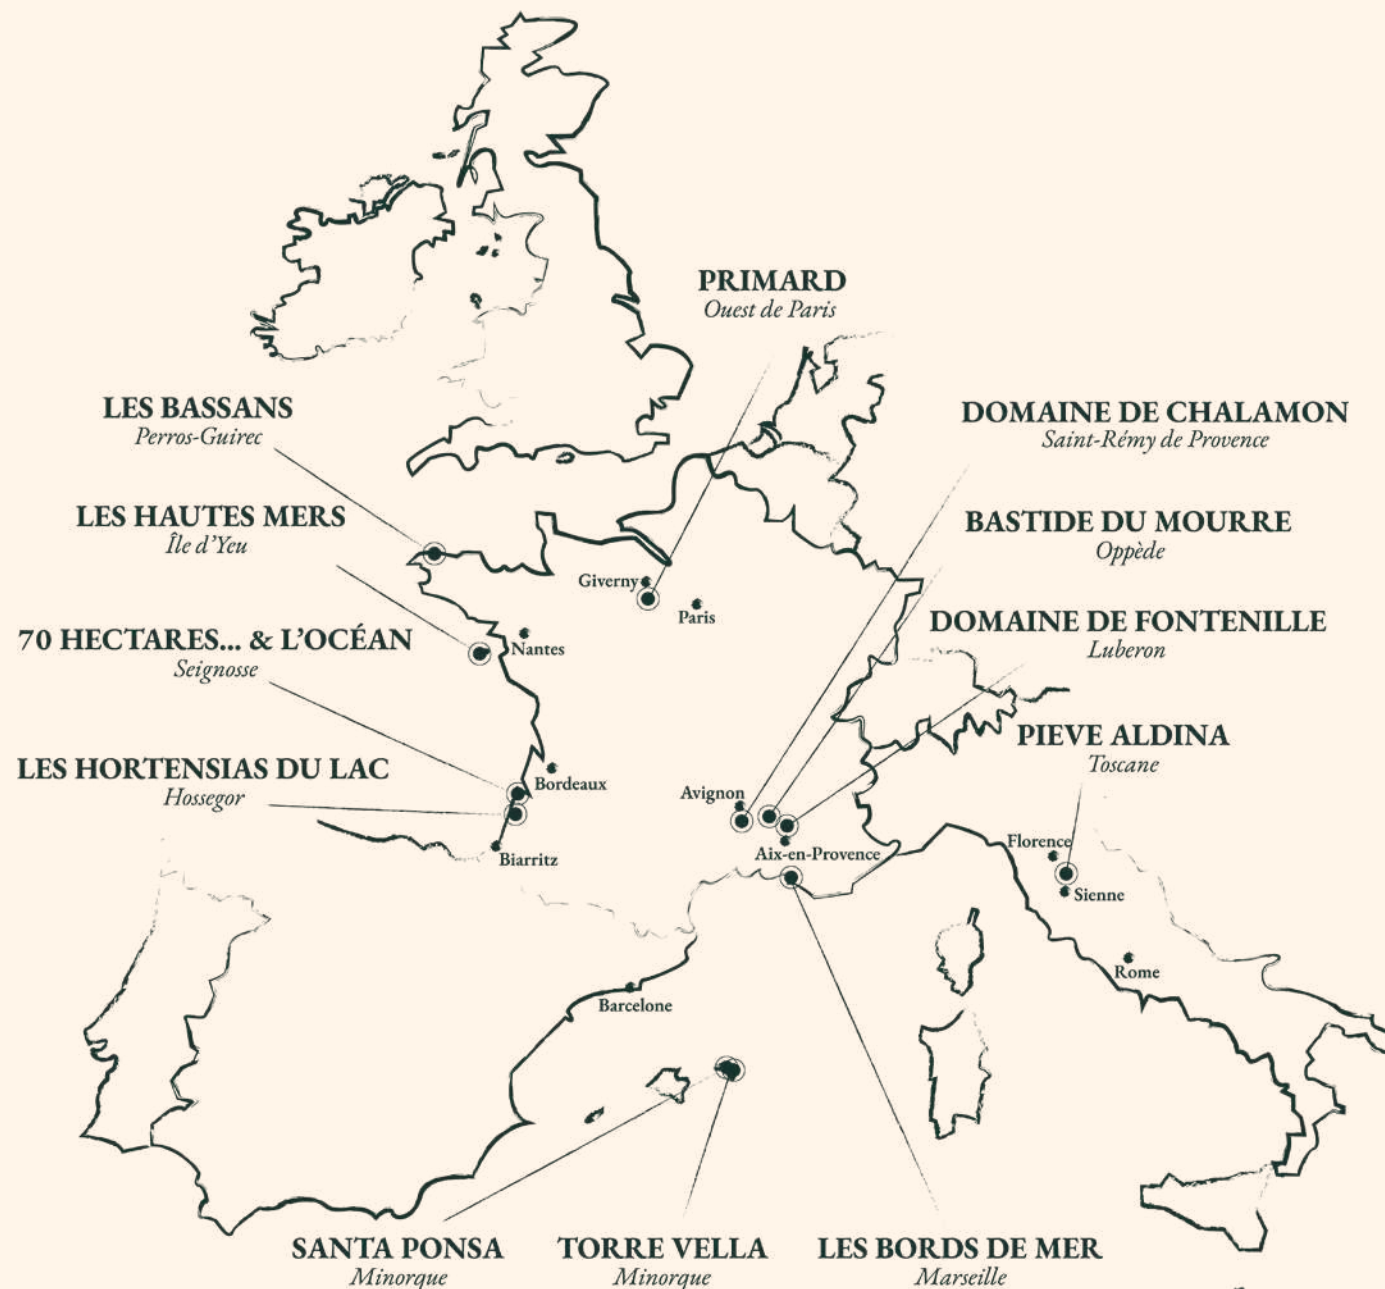 PRIMARD
Ouest de Paris
LES BASSANS
Perros-Guirec
DOMAINE DE CHALAMON
Saint-Rémy de Provence
LES HAUTES MERS
Île d'Yeu
BASTIDE DU MOURRE
Oppède
Giverny
Paris
70 HECTARES... & L'OCÉAN
Seignosse
Nantes
DOMAINE DE FONTENILLE
Luberon
PIEVE ALDINA
Toscane
LES HORTENSIAS DU LAC
Hossegor
Bordeaux
Avignon
Biarritz
Aix-en-Provence
Florence
Sienne
Rome
Barcelone
SANTA PONSA
Minorque
TORRE VELLA
Minorque
LES BORDS DE MER
Marseille